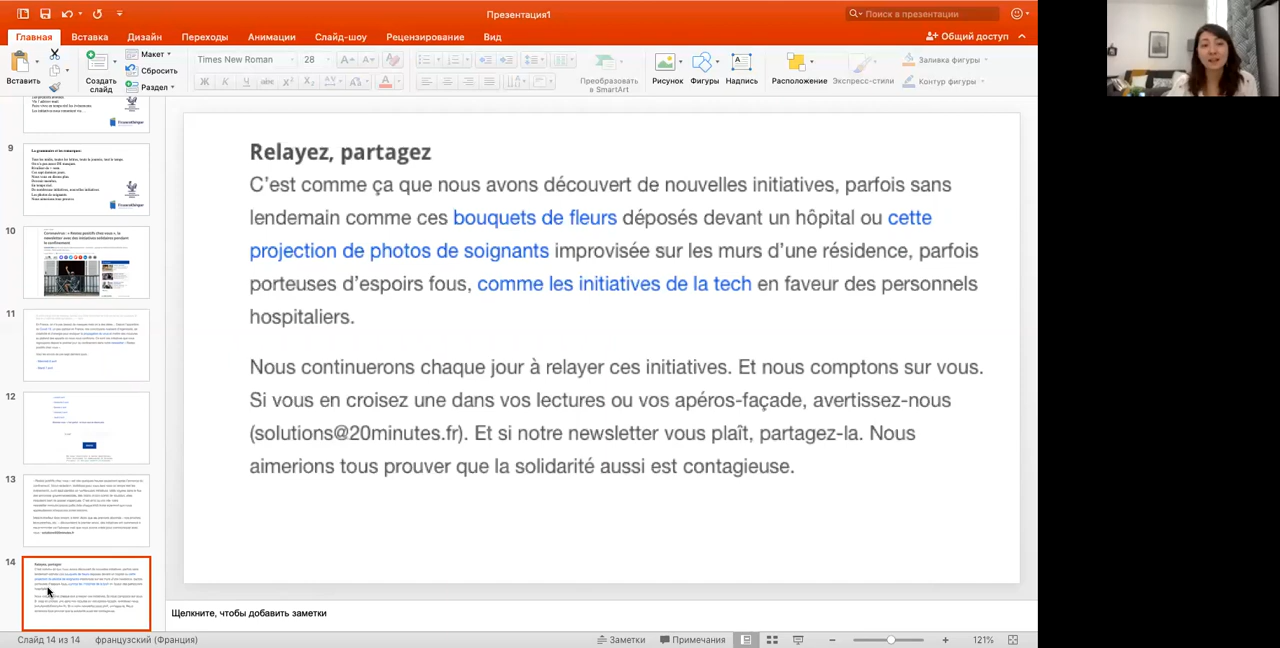 Презентация1
Поиск в презентации
Главная Вставка Дизайн Переходы Анимации Слайд-шоу Рецензирование Вид
Общий доступ
Вставить
Создать слайд
Макет
Сбросить
Раздел
Times New Roman 28
Преобразовать в SmartArt
Рисунок Фигуры Надпись Расположение Экспресс-стили
Заливка фигуры
Контур фигуры
9
10
11
12
13
14
Relayez, partagez
C'est comme ça que nous avons découvert de nouvelles initiatives, parfois sans
lendemain comme ces bouquets de fleurs déposés devant un hôpital ou cette
projection de photos de soignants improvisée sur les murs d'une résidence, parfois
porteuses d'espoirs fous, comme les initiatives de la tech en faveur des personnels
hospitaliers.
Nous continuerons chaque jour à relayer ces initiatives. Et nous comptons sur vous.
Si vous en croisez une dans vos lectures ou vos apéros-façade, avertissez-nous
(solutions@20minutes.fr). Et si notre newsletter vous plaît, partagez-la. Nous
aimerions tous prouver que la solidarité aussi est contagieuse.
Щелкните, чтобы добавить заметки
Слайд 14 из 14 французский (Франция) Заметки Примечания 121%